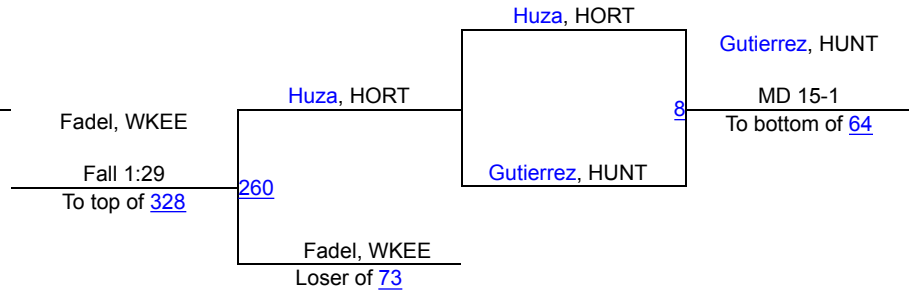 Huza, HORT
Gutierrez, HUNT
Huza, HORT
MD 15-1
8
Fadel, WKEE
To bottom of 64
Fall 1:29
Gutierrez, HUNT
260
To top of 328
Fadel, WKEE
Loser of 73